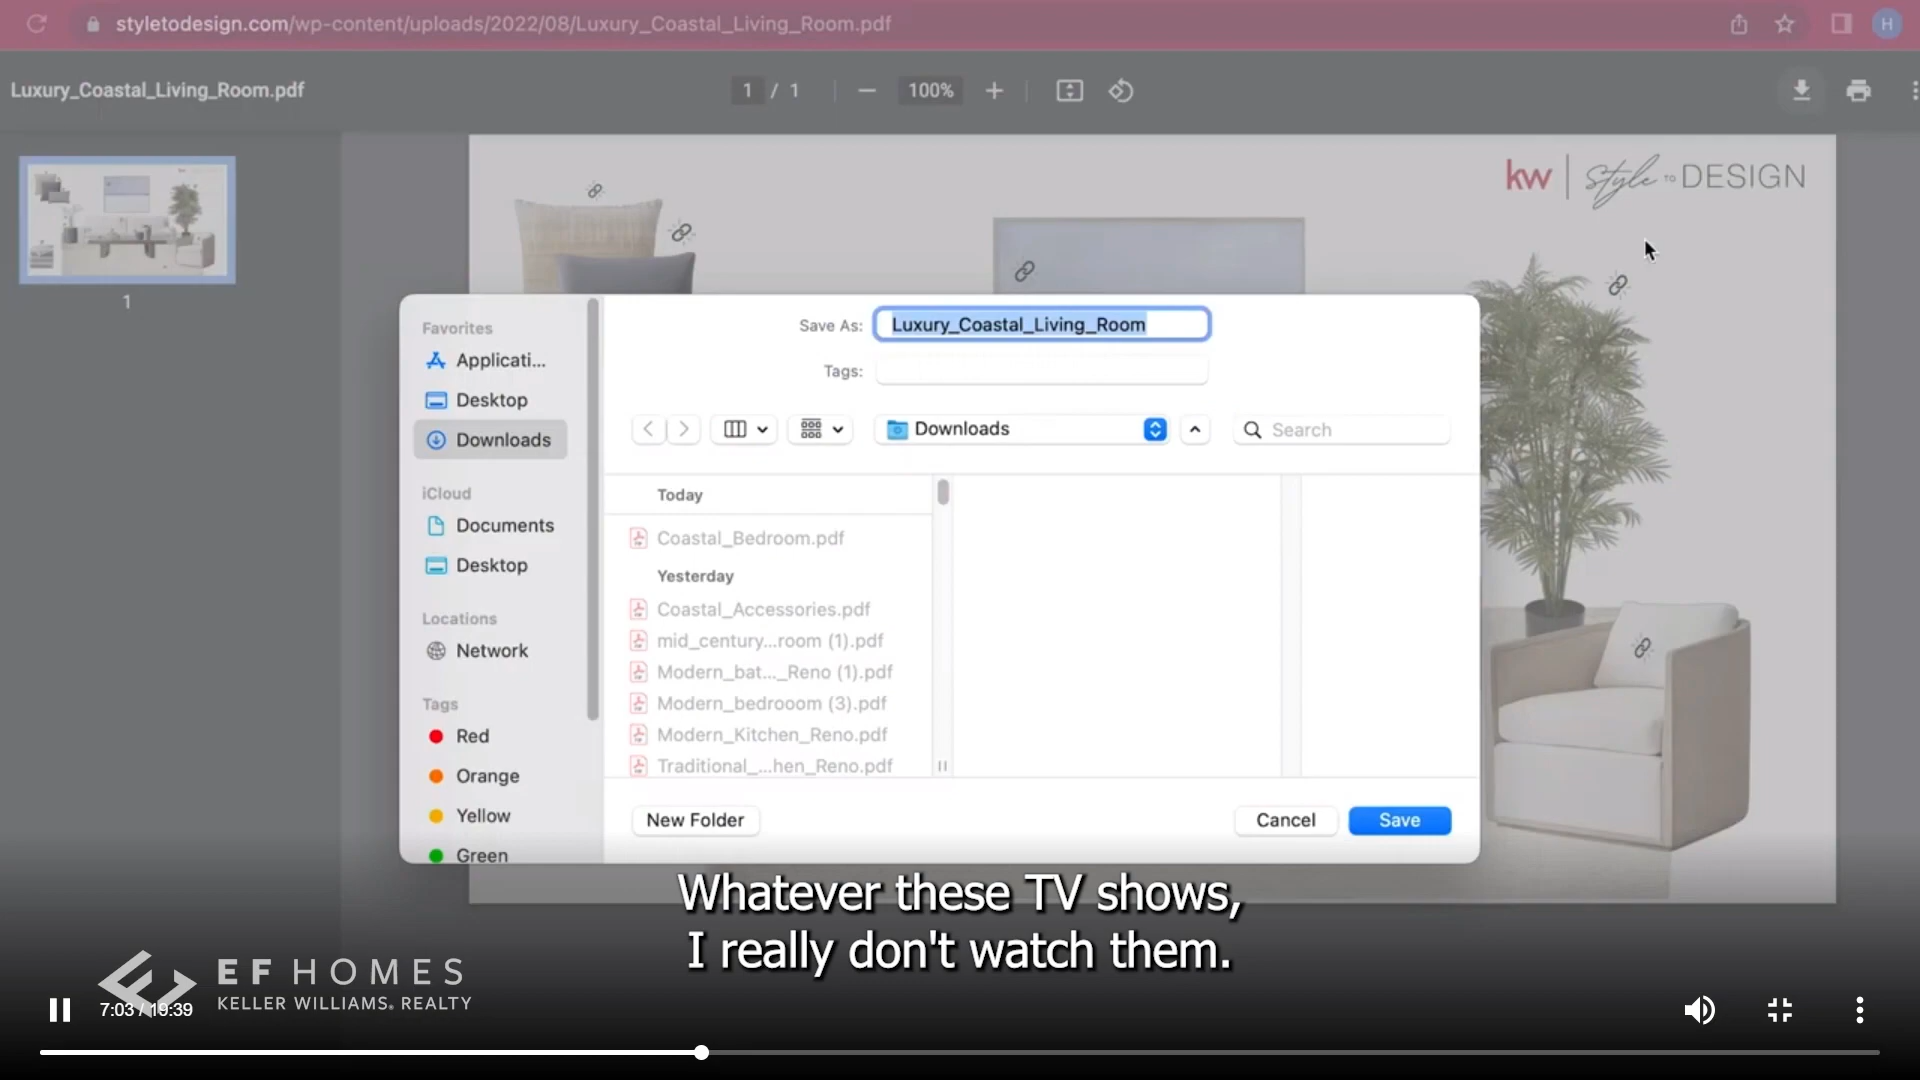 styletodesign.com/wp-content/uploads/2022/08/Luxury_Coastal_Living_Room.pdf
H
Luxury_Coastal_Living_Room.pdf
1 / 1
100%
kw Style TO DESIGN
1
Favorites
Applicati...
Desktop
Downloads
iCloud
Documents
Desktop
Locations
Network
Tags
Red
Orange
Yellow
Green
Save As: Luxury_Coastal_Living_Room
Tags:
Downloads
Search
Today
Coastal_Bedroom.pdf
Yesterday
Coastal_Accessories.pdf
mid_century...room (1).pdf
Modern_bat..._Reno (1).pdf
Modern_bedrooom (3).pdf
Modern_Kitchen_Reno.pdf
Traditional_...hen_Reno.pdf
New Folder
Cancel
Save
Whatever these TV shows,
I really don't watch them.
EF HOMES
KELLER WILLIAMS. REALTY
7:03 / 19:39